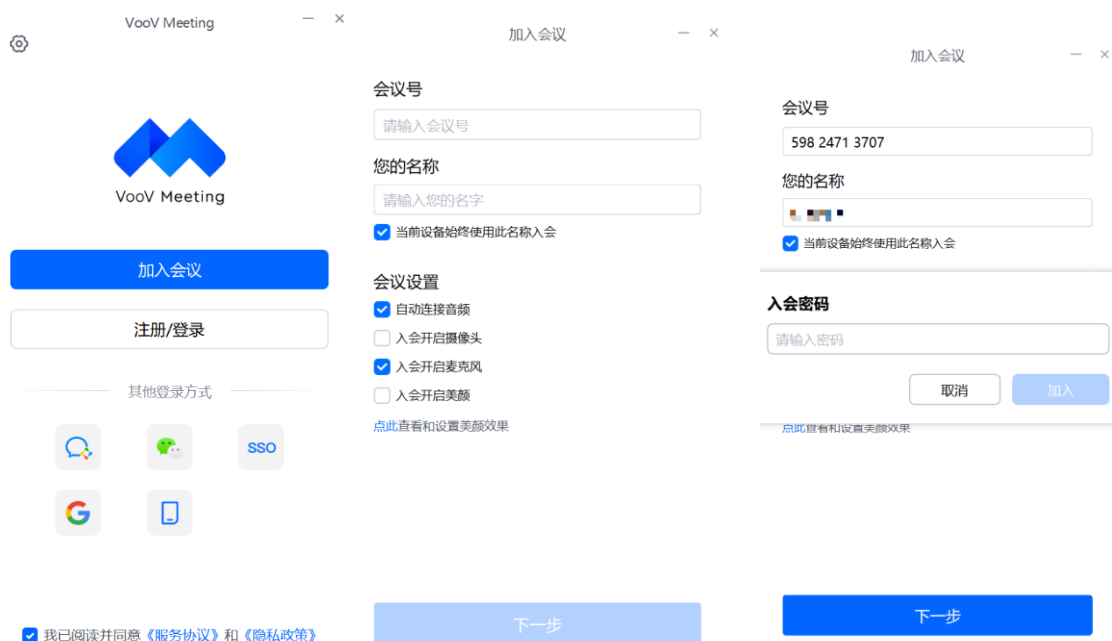 VooV Meeting
VooV Meeting
加入会议
注册/登录
其他登录方式
SSO
我已阅读并同意《服务协议》和《隐私政策》
加入会议
会议号
请输入会议号
您的名称
请输入您的名字
当前设备始终使用此名称入会
会议设置
自动连接音频
入会开启摄像头
入会开启麦克风
入会开启美颜
点此查看和设置美颜效果
下一步
加入会议
会议号
598 2471 3707
您的名称
当前设备始终使用此名称入会
入会密码
请输入密码
取消
加入
点此查看和设置美颜效果
下一步